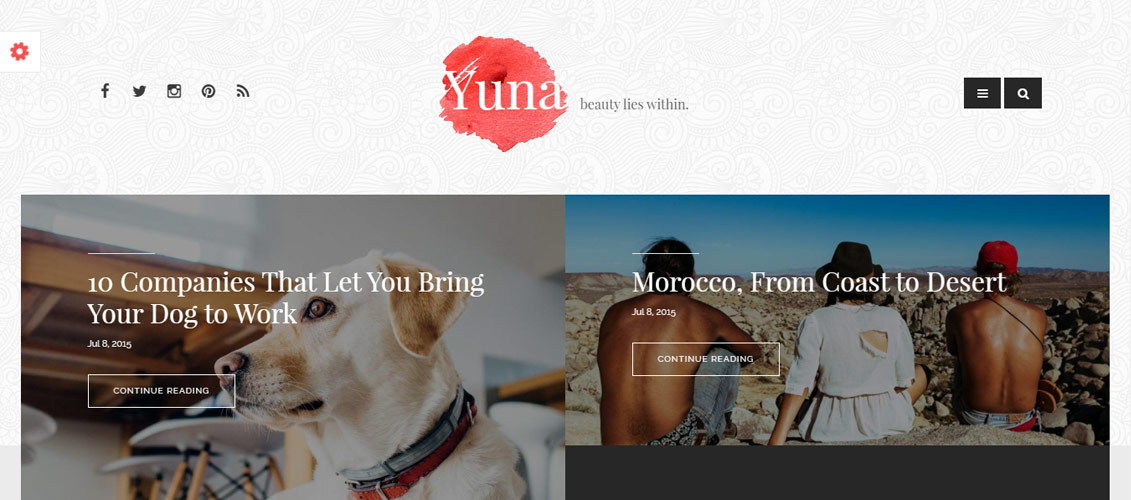 Yuna
beauty lies within.
10 Companies That Let You Bring
Your Dog to Work
Jul 8, 2015
CONTINUE READING
Morocco, From Coast to Desert
Jul 8, 2015
CONTINUE READING